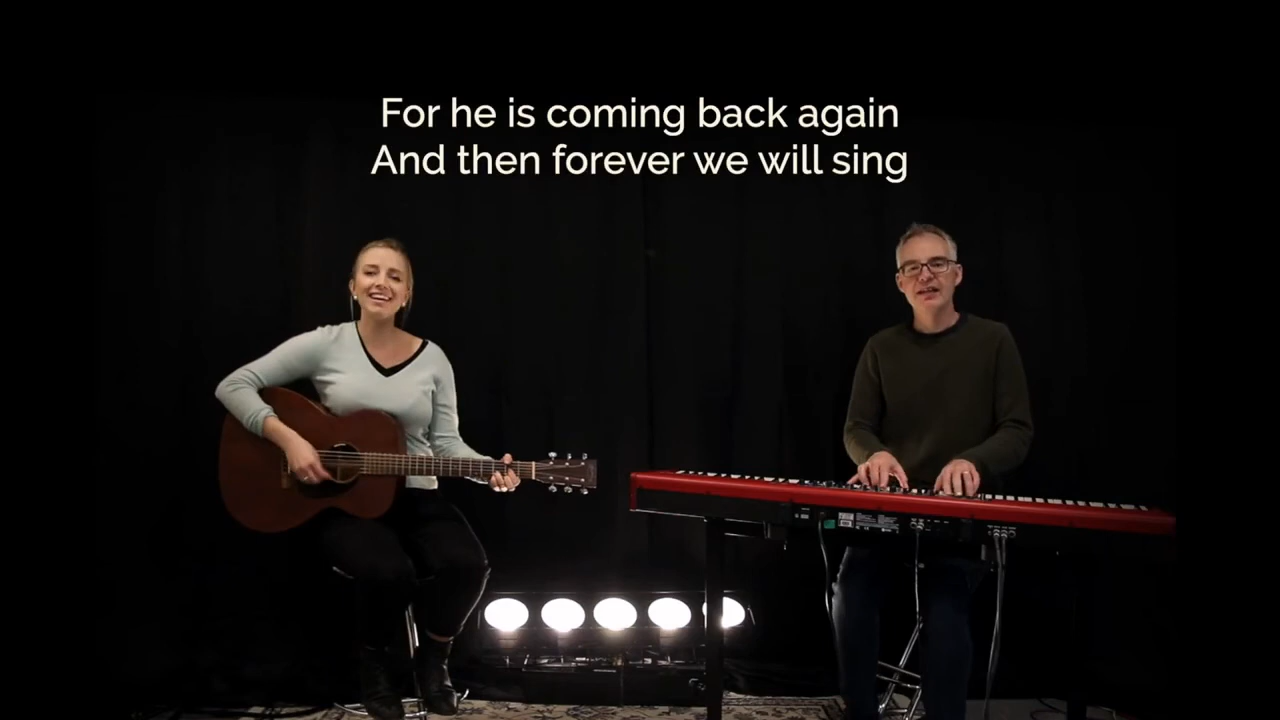 For he is coming back again
And then forever we will sing